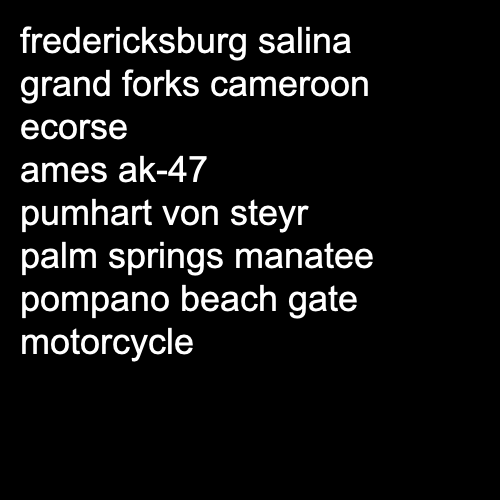 fredericksburg salina
grand forks cameroon
ecorse
ames ak-47
pumhart von steyr
palm springs manatee
pompano beach gate
motorcycle